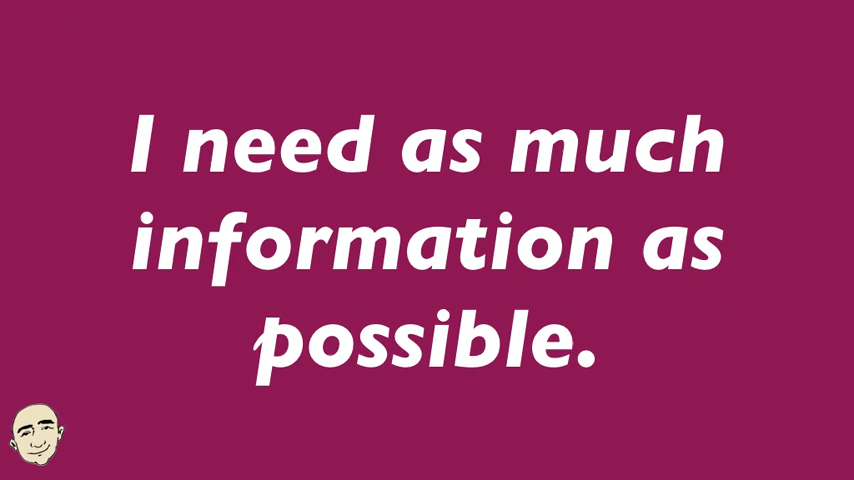 I need as much
information as
possible.